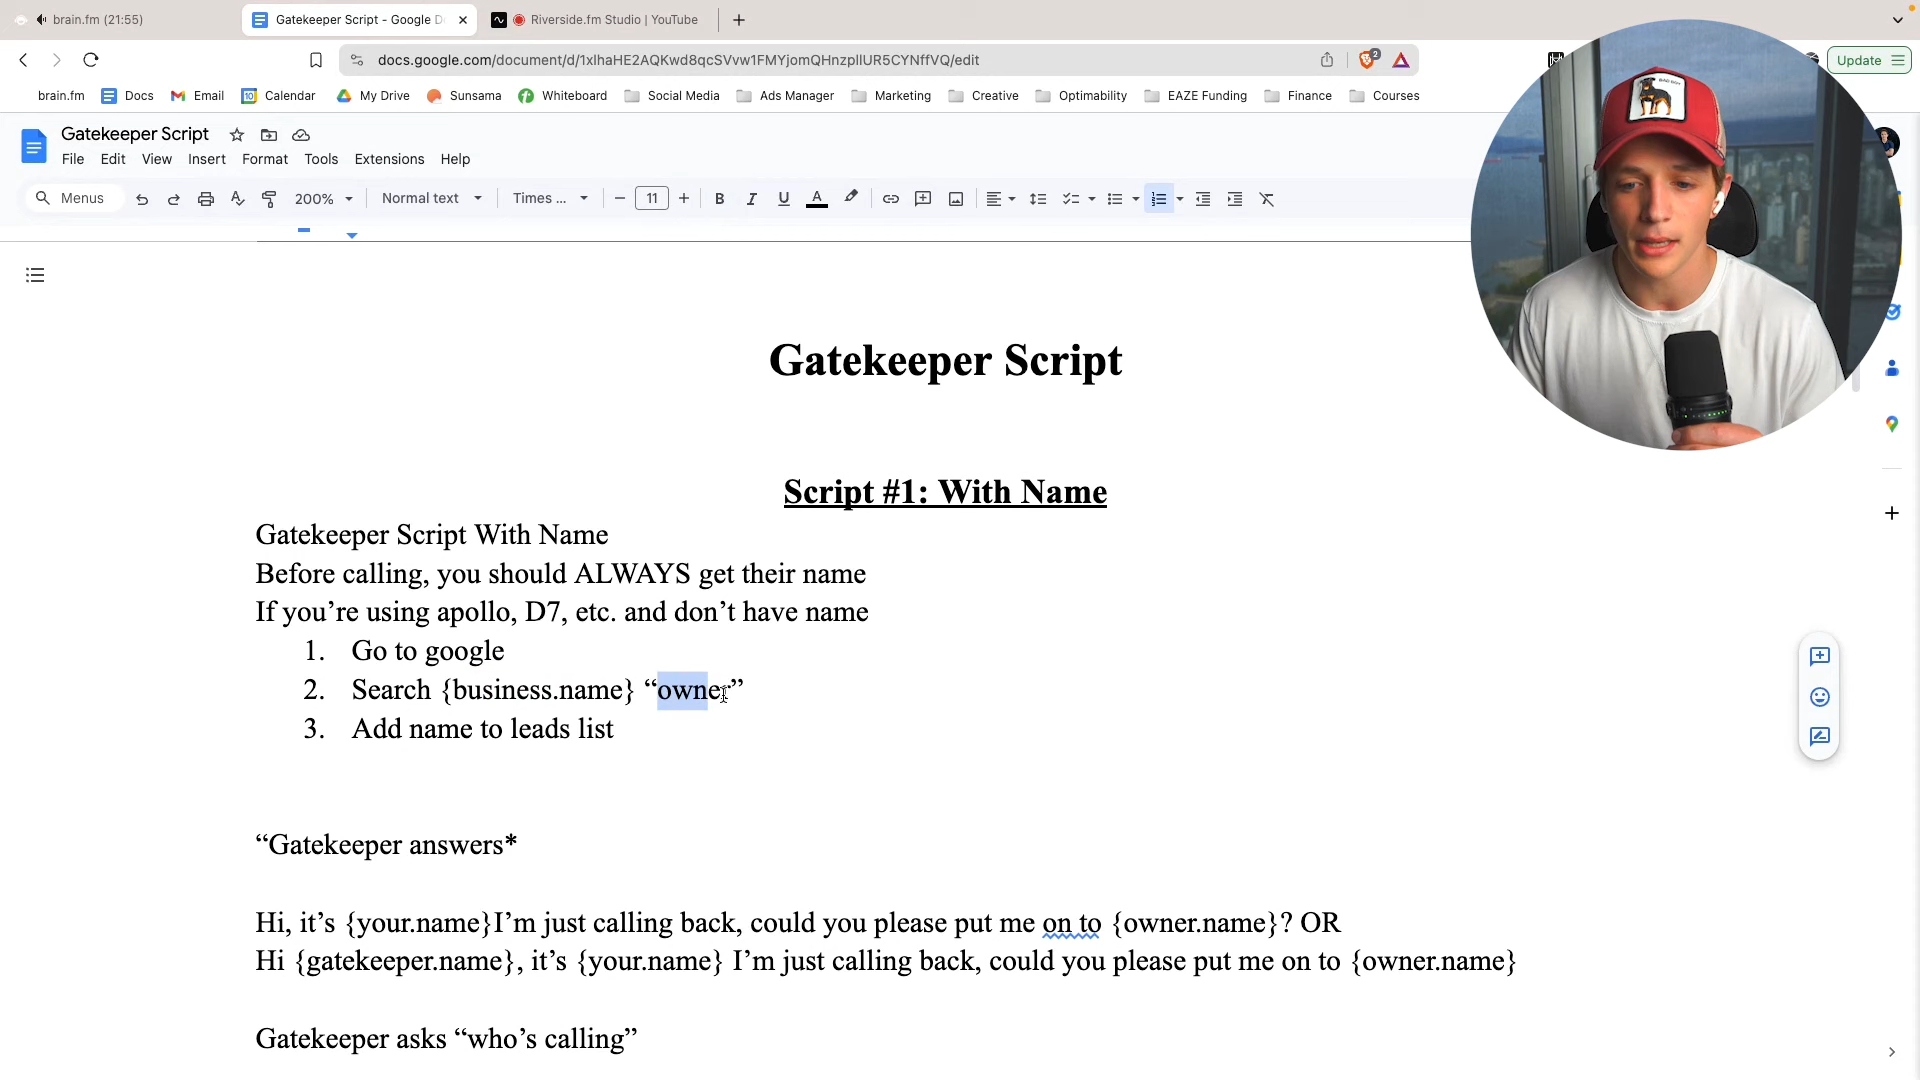 brain.fm (21:55)
Gatekeeper Script - Google D
Riverside.fm Studio | YouTube
docs.google.com/document/d/1xlhaHE2AQKwd8qcSVvw1FMYjomQHnzpllUR5CYNffVQ/edit
2
Update
brain.fm
Docs
Email
10
Calendar
My Drive
Sunsama
Whiteboard
Social Media
Ads Manager
Marketing
Creative
Optimability
EAZE Funding
Finance
Courses
Gatekeeper Script
File Edit View Insert Format Tools Extensions Help
Menus
200%
Normal text
Times ...
11
B I U A
Gatekeeper Script
Script #1: With Name
Gatekeeper Script With Name
Before calling, you should ALWAYS get their name
If you’re using apollo, D7, etc. and don’t have name
1. Go to google
2. Search {business.name} “owner”
3. Add name to leads list
“Gatekeeper answers*
Hi, it’s {your.name}I’m just calling back, could you please put me on to {owner.name}? OR
Hi {gatekeeper.name}, it’s {your.name} I’m just calling back, could you please put me on to {owner.name}
Gatekeeper asks “who’s calling”